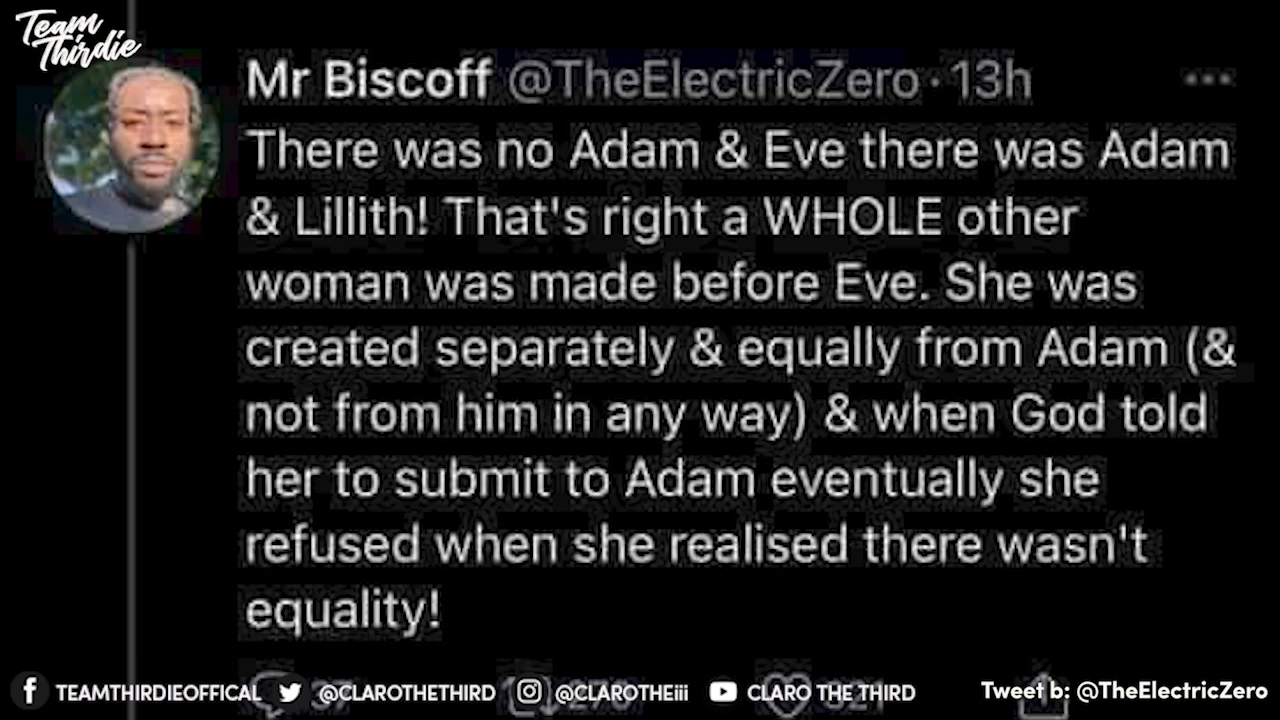 Team
Thirdie
Mr Biscoff @TheElectricZero · 13h
There was no Adam & Eve there was Adam
& Lillith! That's right a WHOLE other
woman was made before Eve. She was
created separately & equally from Adam (&
not from him in any way) & when God told
her to submit to Adam eventually she
refused when she realised there wasn't
equality!
TEAMTHIRDIEOFFICAL @CLAROTHETHIRD @CLAROTHEiii CLARO THE THIRD Tweet b: @TheElectricZero